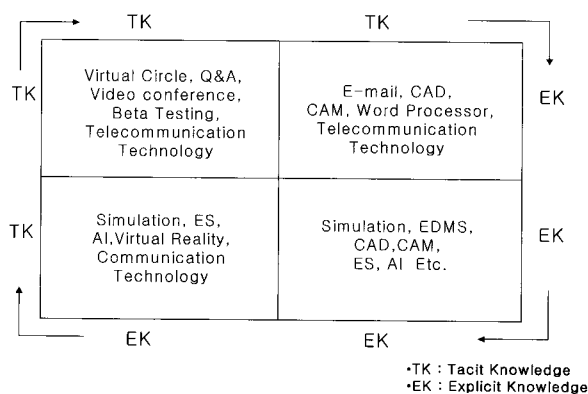 TK
TK
TK
Virtual Circle, Q&A,
Video conference,
Beta Testing,
Telecommunication
Technology
E-mail, CAD,
CAM, Word Processor,
Telecommunication
Technology
EK
TK
Simulation, ES,
AI,Virtual Reality,
Communication
Technology
Simulation, EDMS,
CAD,CAM,
ES, AI Etc.
EK
EK
EK
•TK : Tacit Knowledge
•EK : Explicit Knowledge